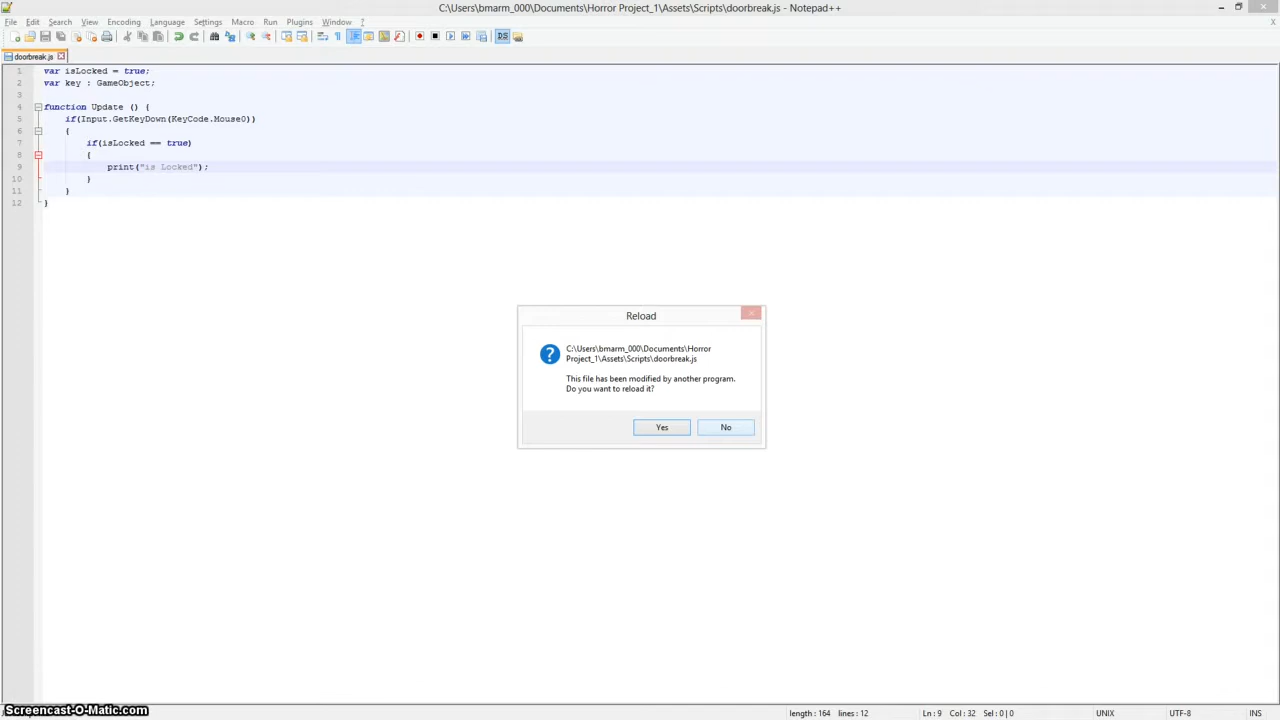 C:\Users\bmarm_000\Documents\Horror Project_1\Assets\Scripts\doorbreak.js - Notepad++
File Edit Search View Encoding Language Settings Macro Run Plugins Window ?
doorbreak.js
1 var isLocked = true;
2 var key : GameObject;
3
4 function Update () {
5 if(Input.GetKeyDown(KeyCode.Mouse0))
6 {
7 if(isLocked == true)
8 {
9 print("is Locked");
10 }
11 }
12 }
Reload
C:\Users\bmarm_000\Documents\Horror
Project_1\Assets\Scripts\doorbreak.js
This file has been modified by another program.
Do you want to reload it?
Yes No
Screencast-O-Matic.com
length : 164 lines : 12 Ln : 9 Col : 32 Sel : 0 | 0 UNIX UTF-8 INS